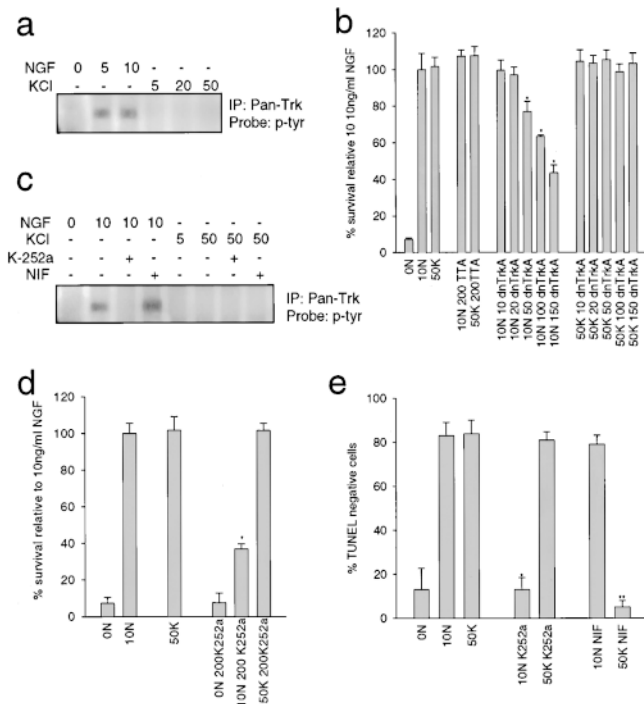 a
NGF 0 5 10 - - -
KCl - - - 5 20 50
IP: Pan-Trk
Probe: p-tyr
b
% survival relative 10 10ng/ml NGF
120
100
80
60
40
20
0
* * *
0N
10N
50K
10N 200 TTA
50K 200TTA
10N 10 dnTrkA
10N 20 dnTrkA
10N 50 dnTrkA
10N 100 dnTrkA
10N 150 dnTrkA
50K 10 dnTrkA
50K 20 dnTrkA
50K 50 dnTrkA
50K 100 dnTrkA
50K 150 dnTrkA
c
NGF 0 10 10 10 - - - -
KCl - - - - 5 50 50 50
K-252a - - + - - - + -
NIF - - - + - - - +
IP: Pan-Trk
Probe: p-tyr
d
% survival relative to 10ng/ml NGF
120
100
80
60
40
20
0
*
0N
10N
50K
0N 200K252a
10N 200 K252a
50K 200K252a
e
% TUNEL negative cells
100
80
60
40
20
0
* **
0N
10N
50K
10N K252a
50K K252a
10N NIF
50K NIF